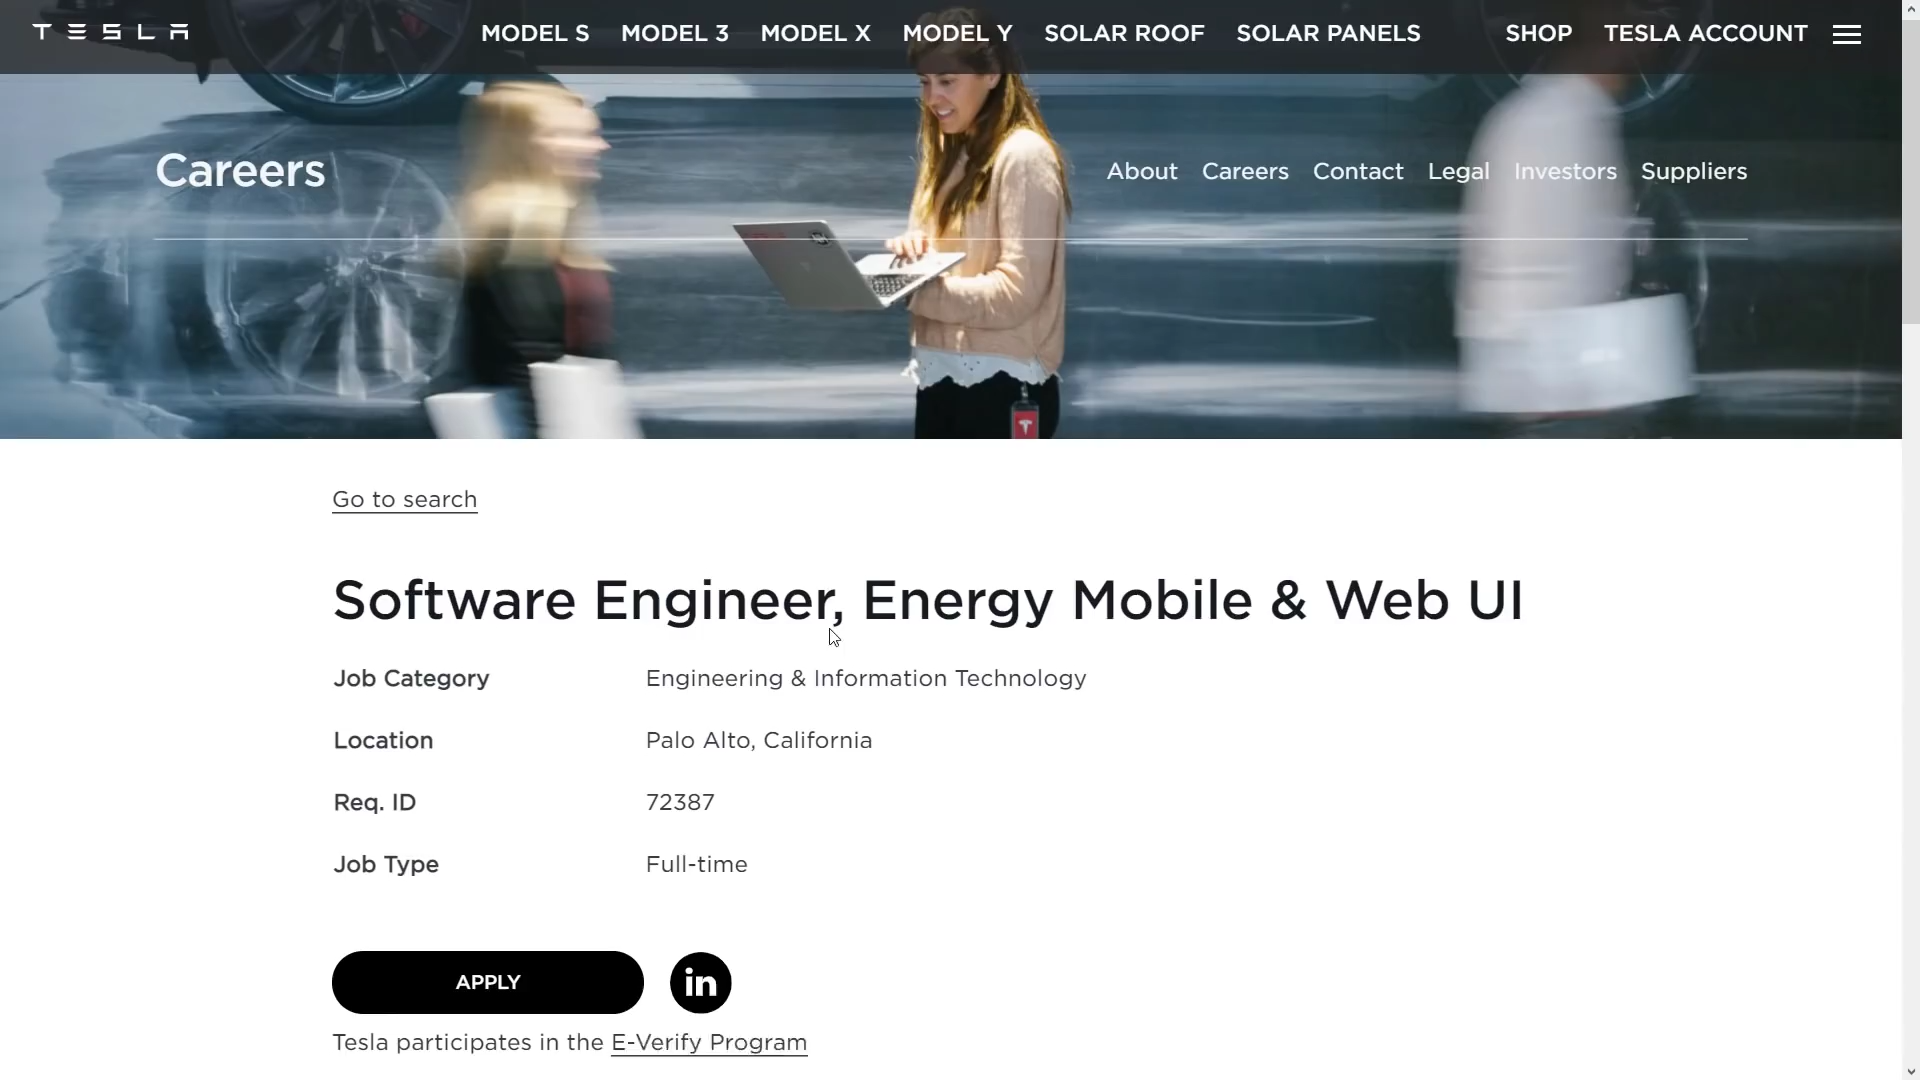 TESLA
MODEL S MODEL 3 MODEL X MODEL Y SOLAR ROOF SOLAR PANELS SHOP TESLA ACCOUNT
Careers
About Careers Contact Legal Investors Suppliers
Go to search
Software Engineer, Energy Mobile & Web UI
Job Category Engineering & Information Technology
Location Palo Alto, California
Req. ID 72387
Job Type Full-time
APPLY in
Tesla participates in the E-Verify Program